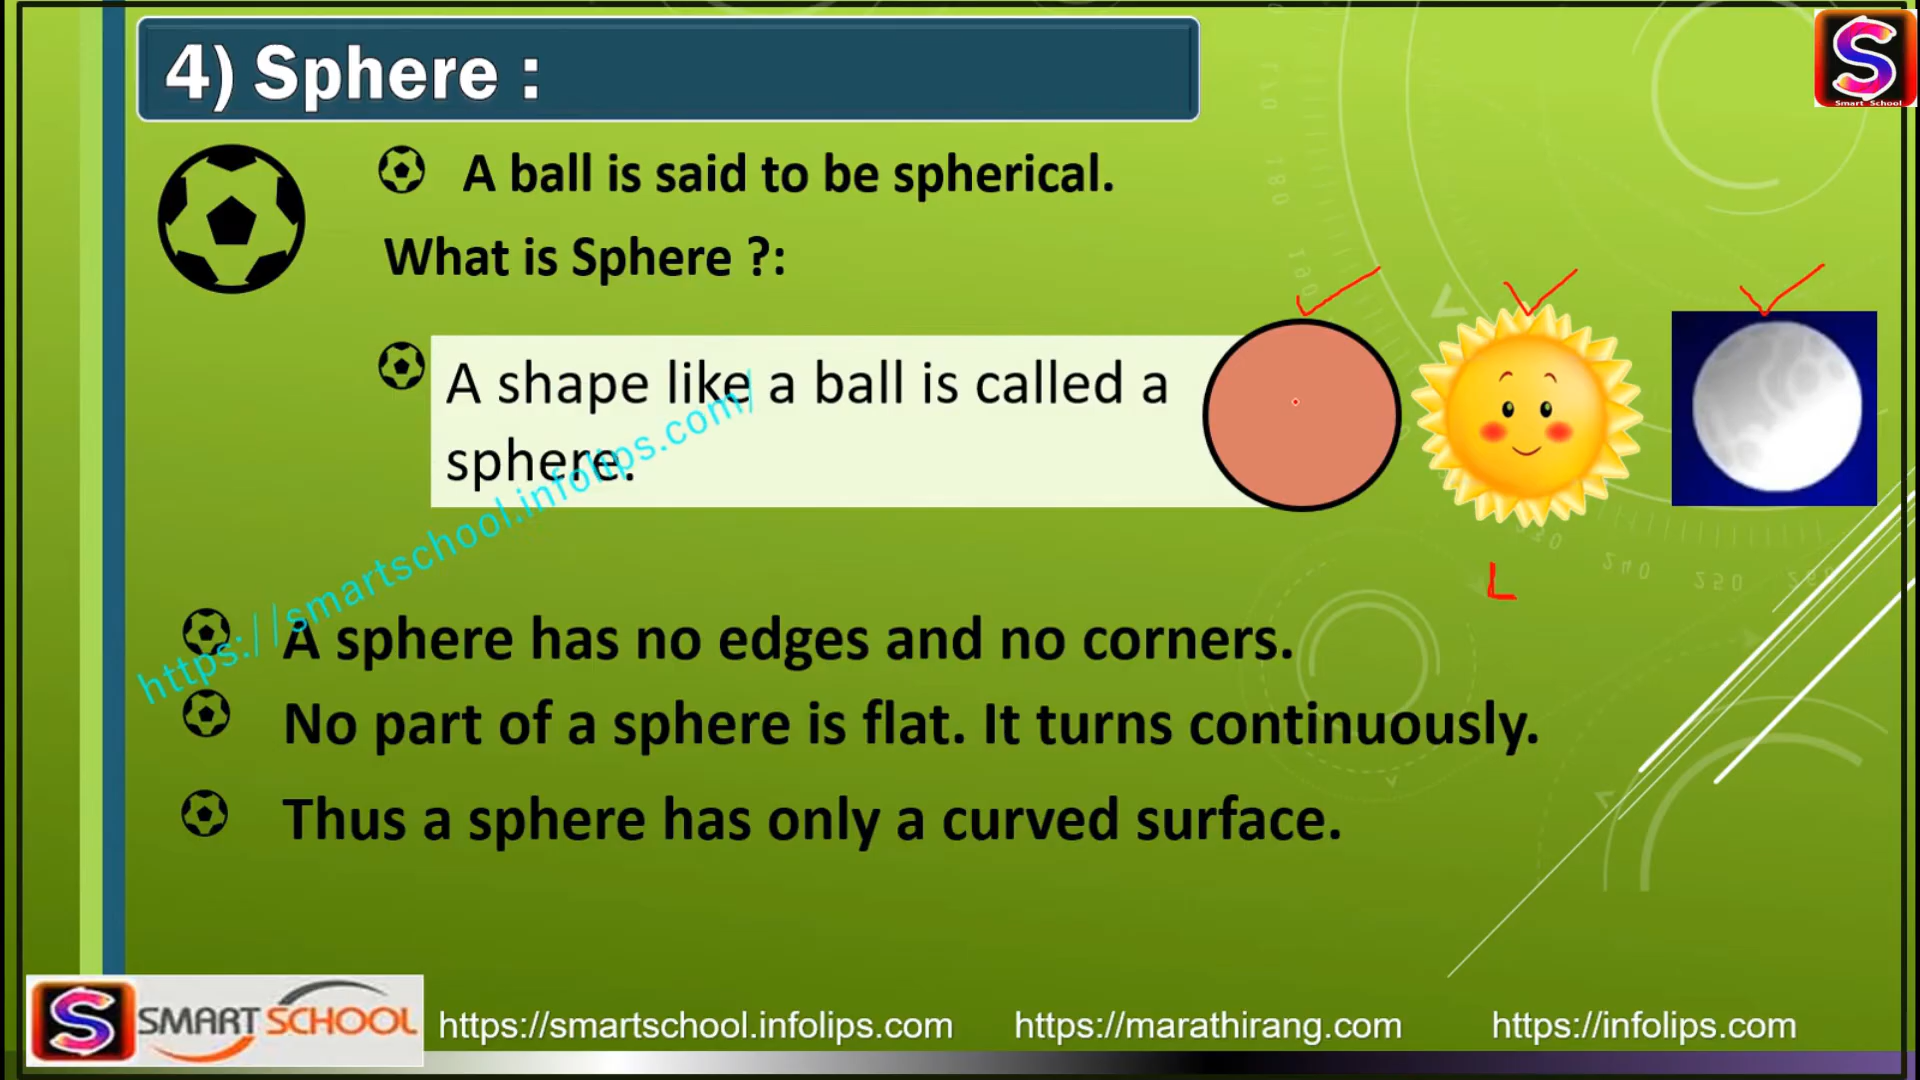 4) Sphere :
S
Smart School
A ball is said to be spherical.
What is Sphere ?:
A shape like a ball is called a
sphere.
https://smartschool.infolips.com/
L
A sphere has no edges and no corners.
No part of a sphere is flat. It turns continuously.
Thus a sphere has only a curved surface.
S SMART SCHOOL
https://smartschool.infolips.com https://marathirang.com https://infolips.com